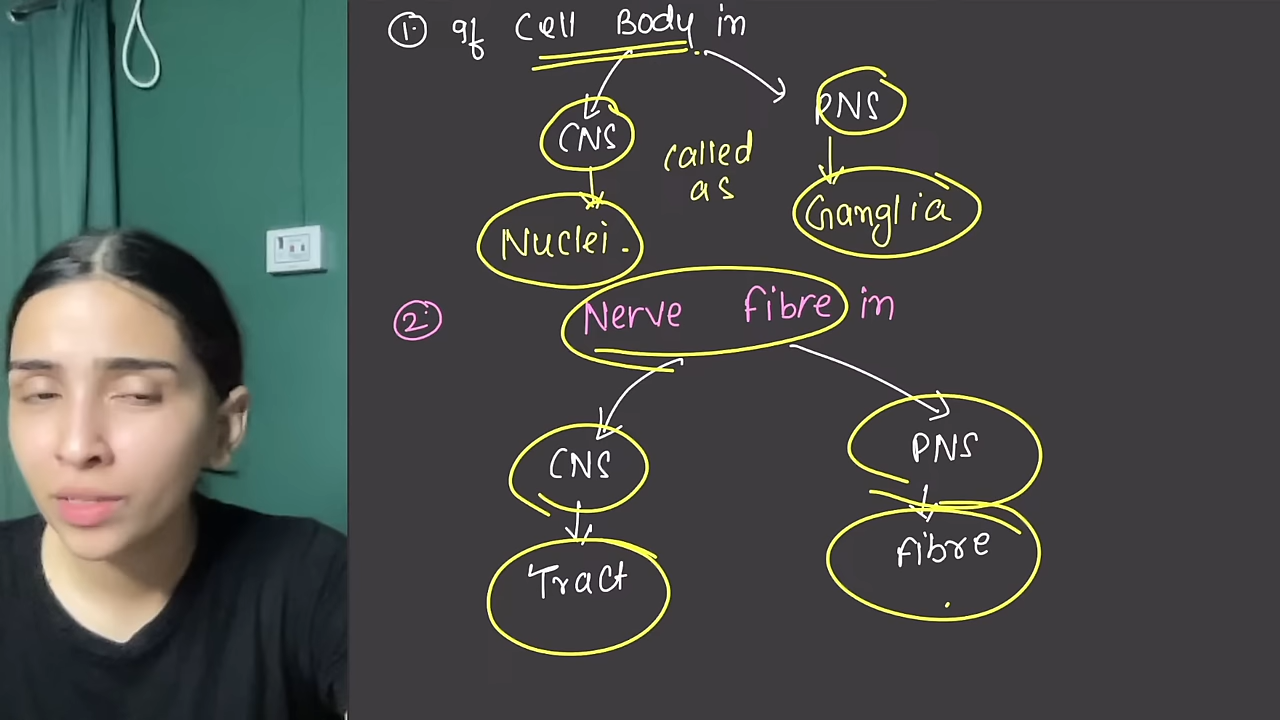 1. If Cell Body in
CNS
PNS
called
as
Nuclei.
Ganglia
2. Nerve fibre in
CNS
PNS
Tract
fibre